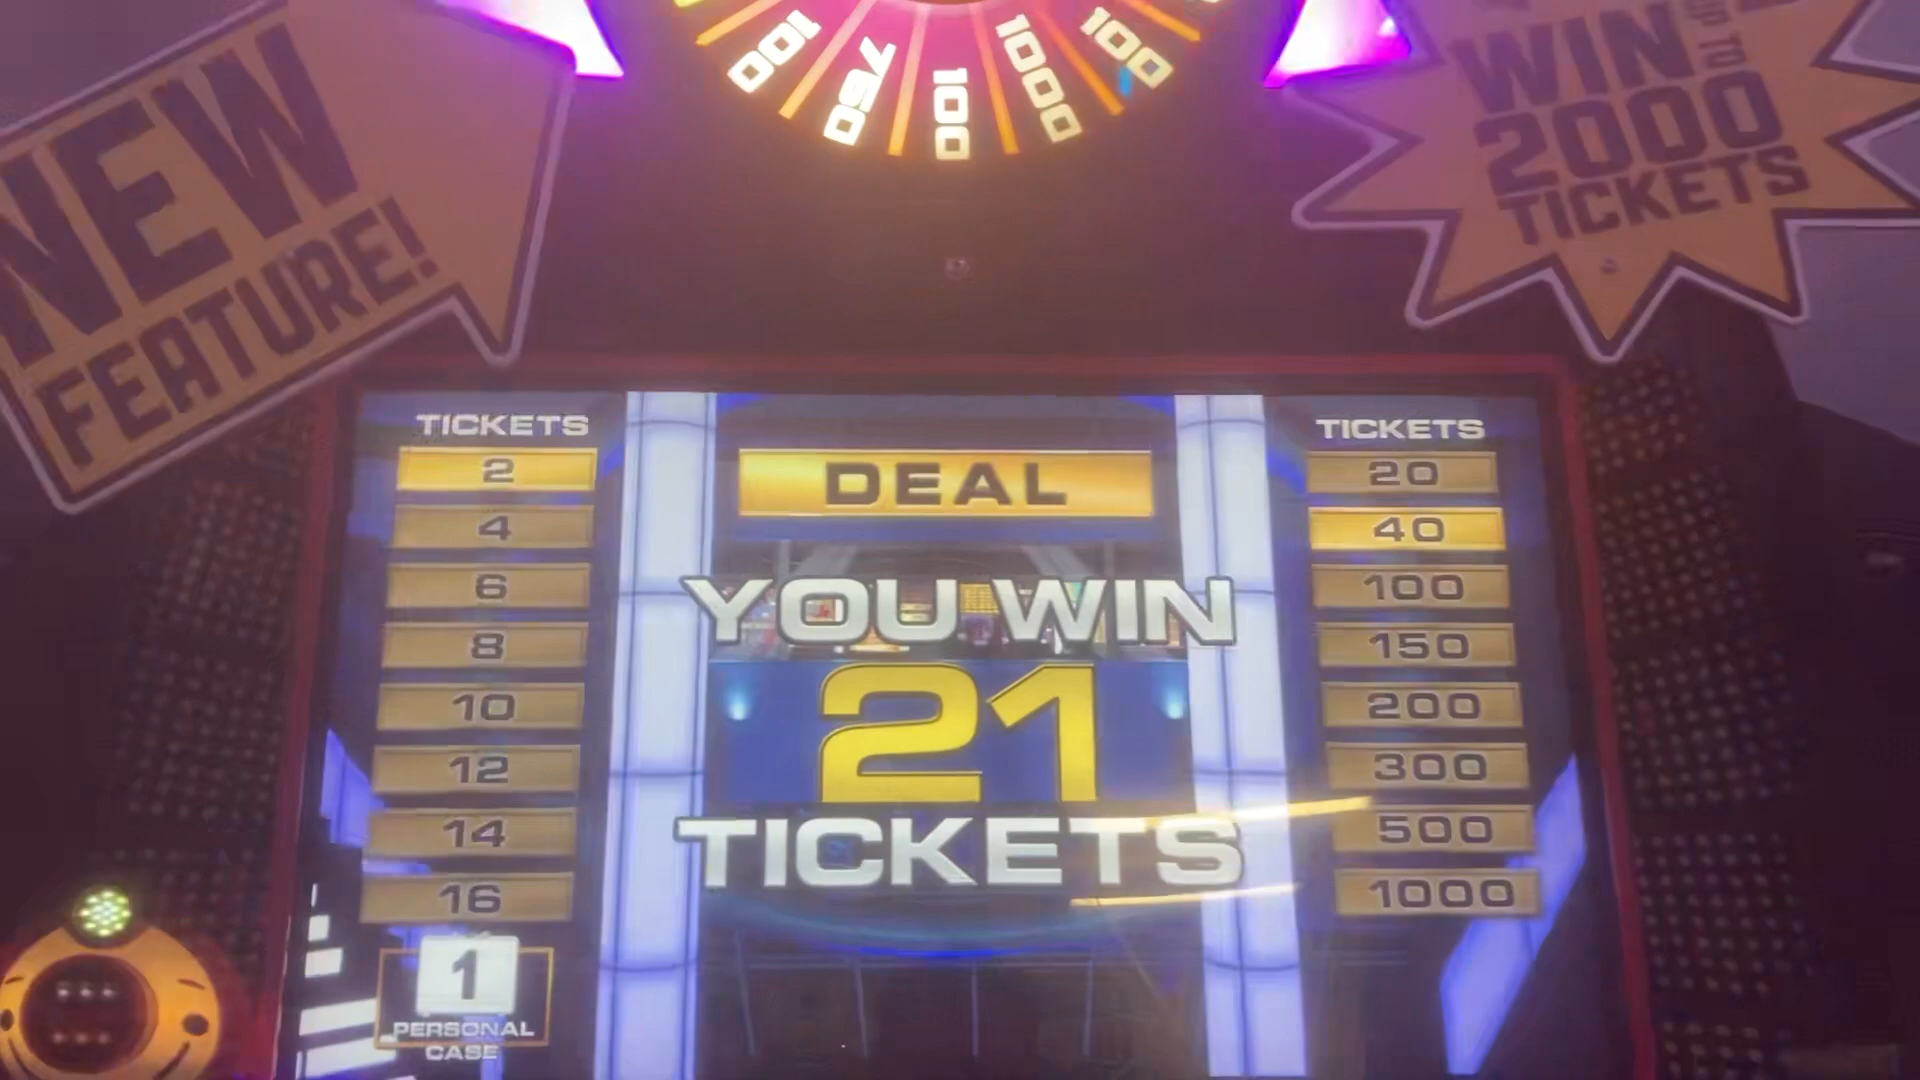 100
750
100
1000
100
NEW
FEATURE!
WIN
UP TO
2000
TICKETS
TICKETS
2
4
6
8
10
12
14
16
1
PERSONAL
CASE
DEAL
YOU WIN
21
TICKETS
TICKETS
20
40
100
150
200
300
500
1000